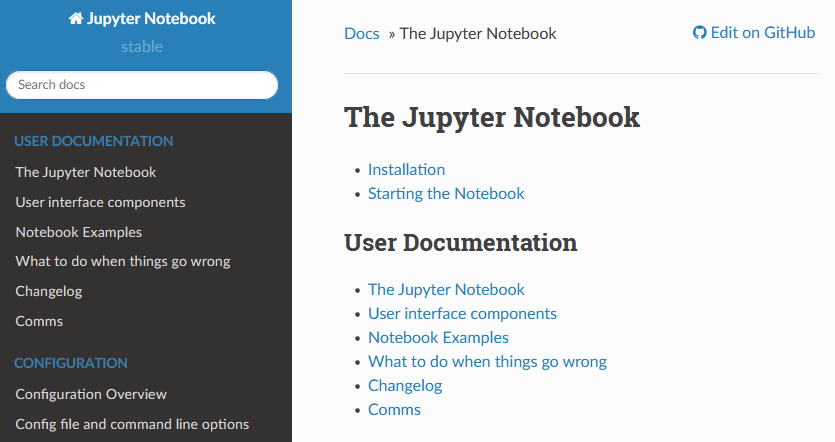 Jupyter Notebook
stable
Search docs
USER DOCUMENTATION
The Jupyter Notebook
User interface components
Notebook Examples
What to do when things go wrong
Changelog
Comms
CONFIGURATION
Configuration Overview
Config file and command line options
Docs » The Jupyter Notebook
Edit on GitHub
The Jupyter Notebook
• Installation
• Starting the Notebook
User Documentation
• The Jupyter Notebook
• User interface components
• Notebook Examples
• What to do when things go wrong
• Changelog
• Comms